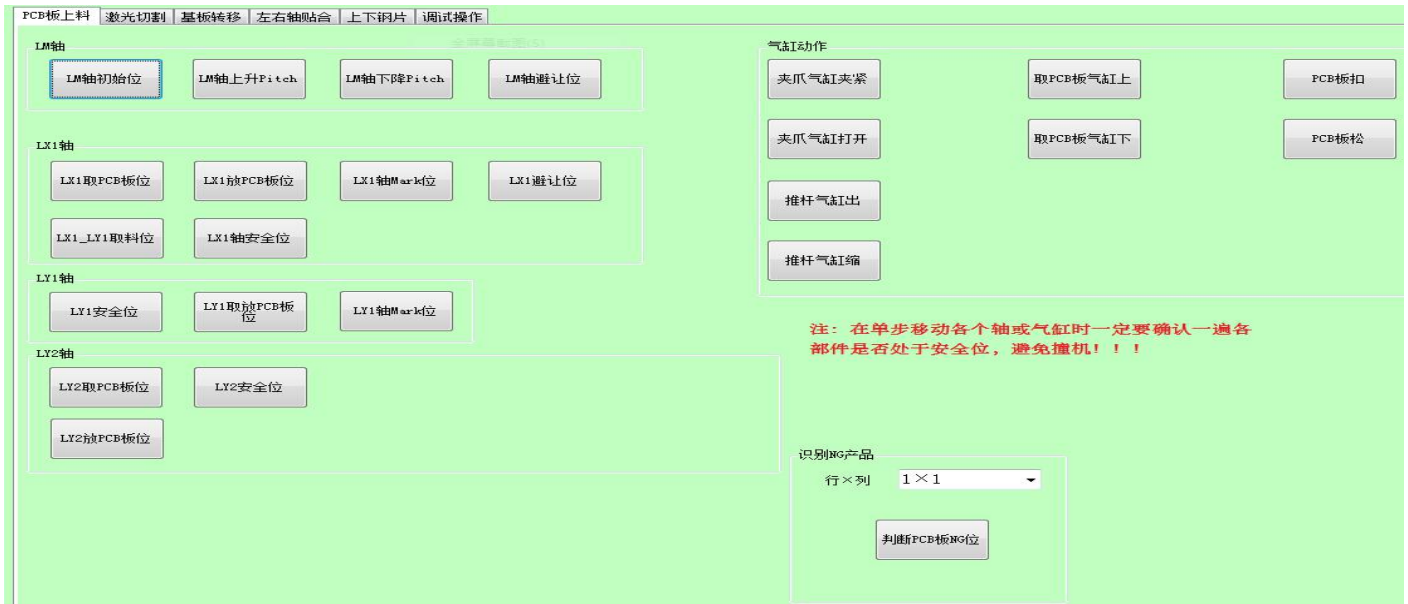 PCB板上料 激光切割 基板转移 左右轴贴合 上下钢片 调试操作
LM轴
LM轴初始位 LM轴上升Pitch LM轴下降Pitch LM轴避让位
LX1轴
LX1取PCB板位 LX1放PCB板位 LX1轴Mark位 LX1避让位
LX1_LY1取料位 LX1轴安全位
LY1轴
LY1安全位 LY1取放PCB板
位 LY1轴Mark位
LY2轴
LY2取PCB板位 LY2安全位
LY2放PCB板位
气缸动作
夹爪气缸夹紧 取PCB板气缸上 PCB板扣
夹爪气缸打开 取PCB板气缸下 PCB板松
推杆气缸出
推杆气缸缩
注: 在单步移动各个轴或气缸时一定要确认一遍各
部件是否处于安全位, 避免撞机! ! !
识别NG产品
行×列 1×1
判断PCB板NG位